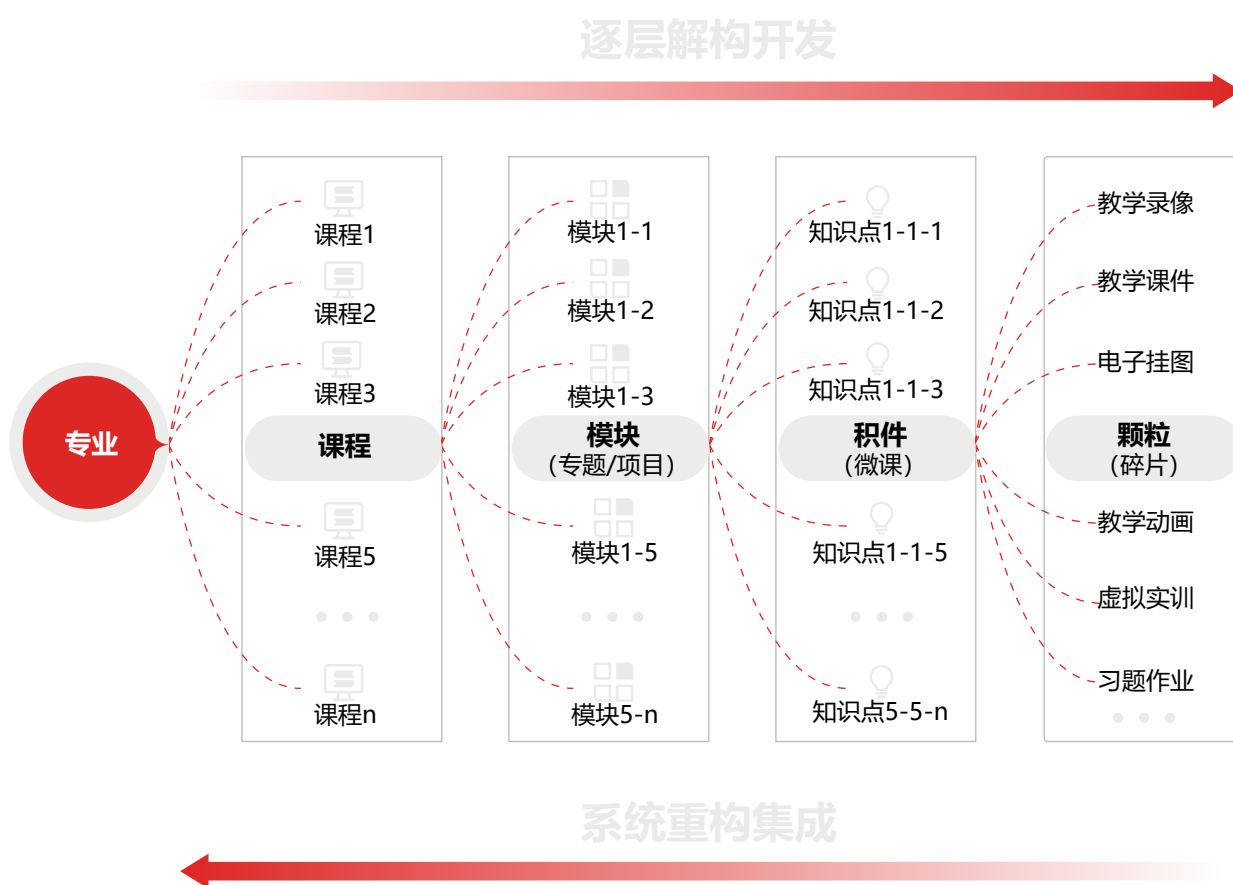 逐层解构开发
专业
课程1
课程2
课程3
课程
课程5
课程n
模块1-1
模块1-2
模块1-3
模块
（专题/项目）
模块1-5
模块5-n
知识点1-1-1
知识点1-1-2
知识点1-1-3
积件
（微课）
知识点1-1-5
知识点5-5-n
教学录像
教学课件
电子挂图
颗粒
（碎片）
教学动画
虚拟实训
习题作业
系统重构集成